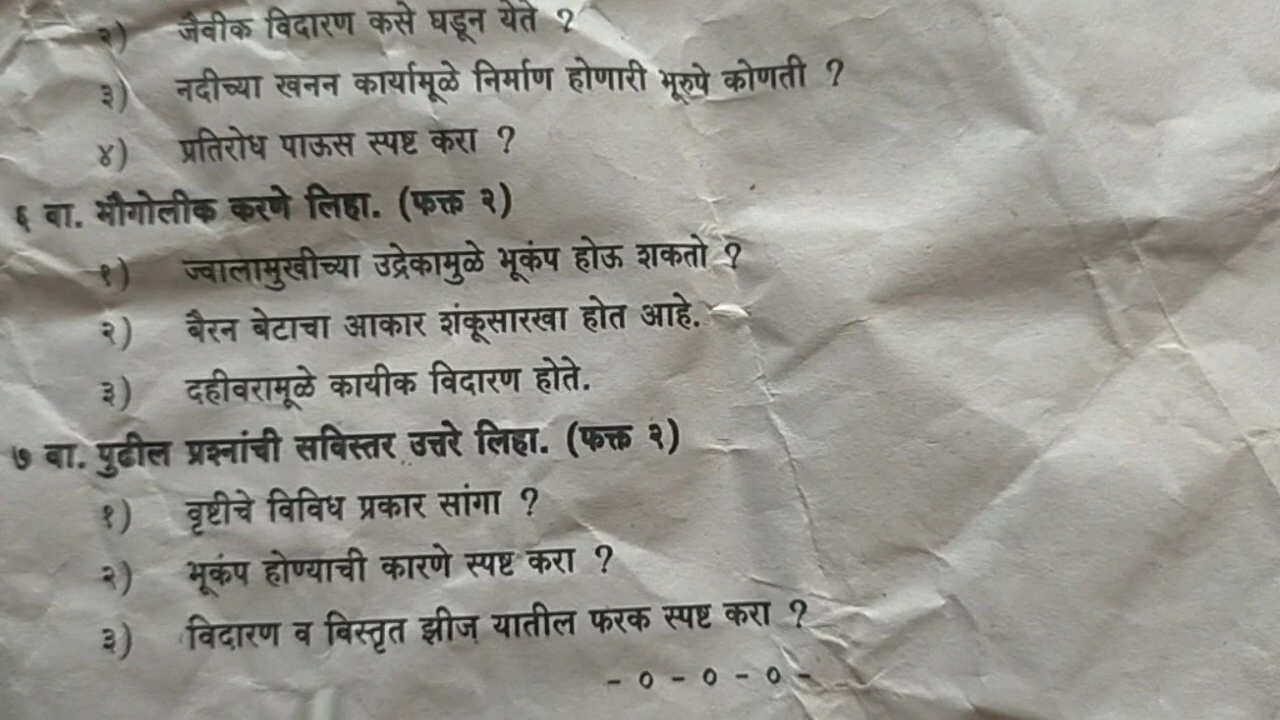 २) जैवीक विदारण कसे घडून येते ?
३) नदीच्या खनन कार्यामूळे निर्माण होणारी भूरुपे कोणती ?
४) प्रतिरोध पाऊस स्पष्ट करा ?
६ वा. भौगोलीक करणे लिहा. (फक्त २)
१) ज्वालामुखीच्या उद्रेकामुळे भूकंप होऊ शकतो ?
२) बैरन बेटाचा आकार शंकूसारखा होत आहे.
३) दहीवरामूळे कायीक विदारण होते.
७ वा. पुढील प्रश्नांची सविस्तर उत्तरे लिहा. (फक्त २)
१) वृष्टीचे विविध प्रकार सांगा ?
२) भूकंप होण्याची कारणे स्पष्ट करा ?
३) विदारण व विस्तृत झीज यातील फरक स्पष्ट करा ?
- ० - ० - ० -